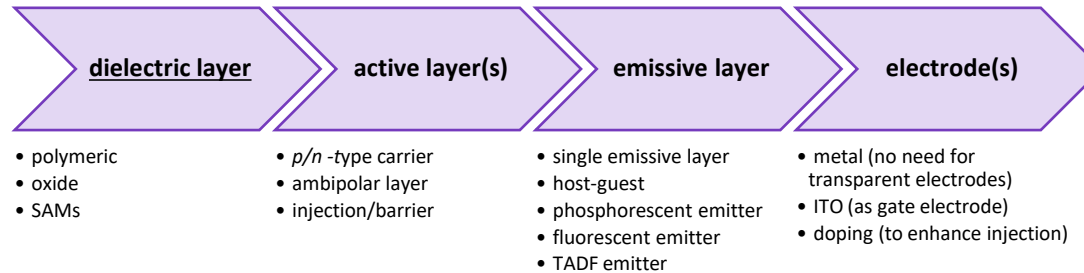 dielectric layer
active layer(s)
emissive layer
electrode(s)
• polymeric
• oxide
• SAMs
• p/n -type carrier
• ambipolar layer
• injection/barrier
• single emissive layer
• host-guest
• phosphorescent emitter
• fluorescent emitter
• TADF emitter
• metal (no need for
transparent electrodes)
• ITO (as gate electrode)
• doping (to enhance injection)